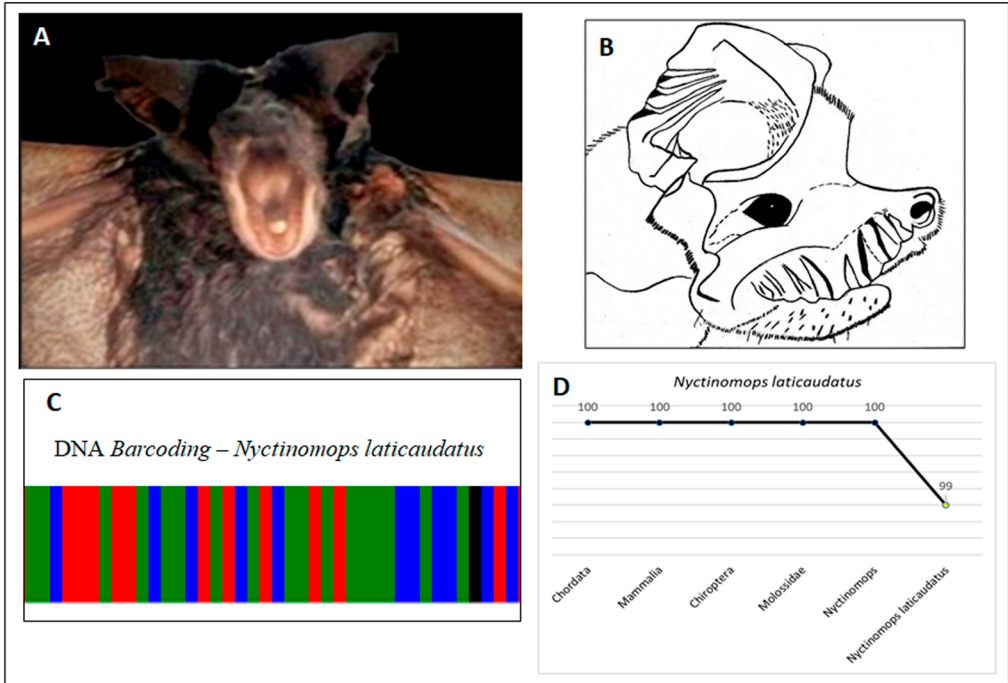 A
B
C
DNA Barcoding – Nyctinomops laticaudatus
D
Nyctinomops laticaudatus
100 100 100 100 100
99
Chordata
Mammalia
Chiroptera
Molossidae
Nyctinomops
Nyctinomops laticaudatus